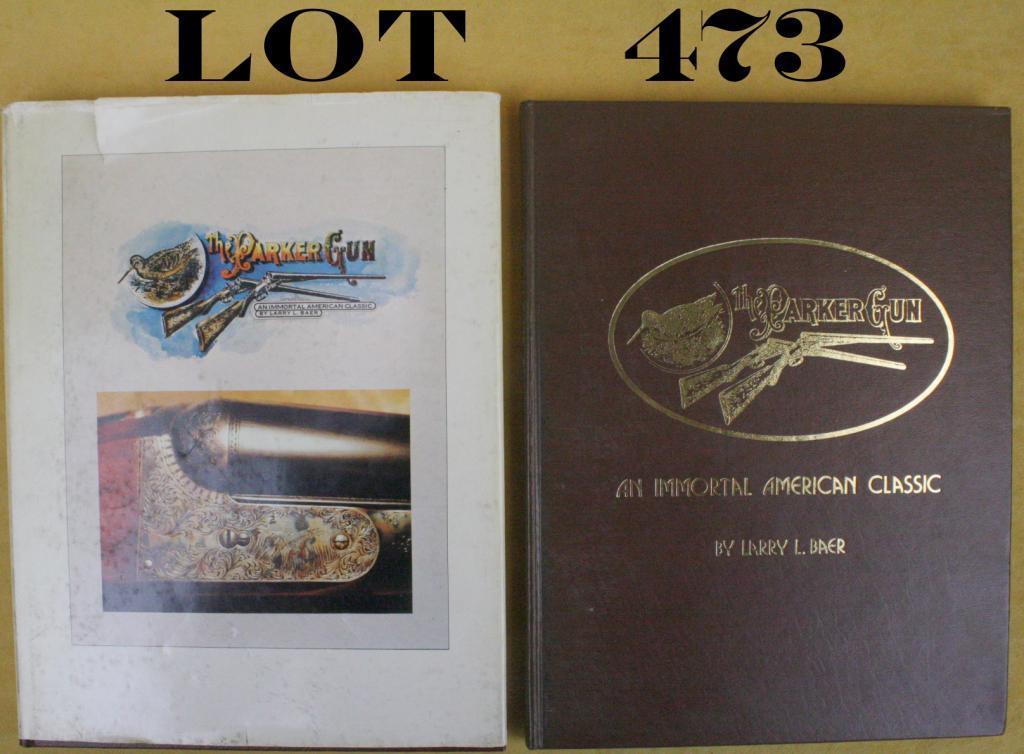 LOT 473
The PARKER GUN
AN IMMORTAL AMERICAN CLASSIC
BY LARRY L. BAER
The PARKER GUN
AN IMMORTAL AMERICAN CLASSIC
BY LARRY L. BAER